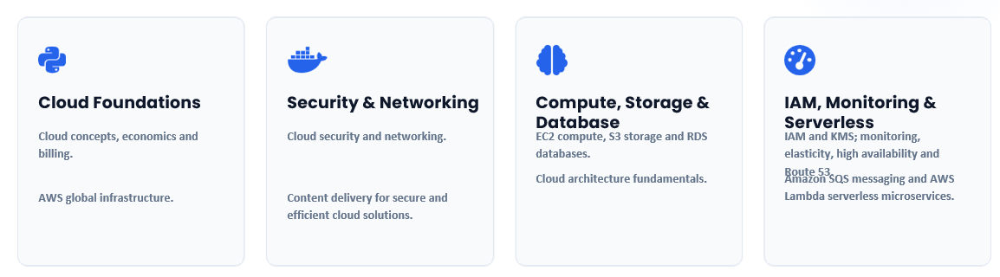 Cloud Foundations
Cloud concepts, economics and
billing.
AWS global infrastructure.
Security & Networking
Cloud security and networking.
Content delivery for secure and
efficient cloud solutions.
Compute, Storage &
Database
EC2 compute, S3 storage and RDS
databases.
Cloud architecture fundamentals.
IAM, Monitoring &
Serverless
IAM and KMS; monitoring,
elasticity, high availability and
Route 53.
Amazon SQS messaging and AWS
Lambda serverless microservices.